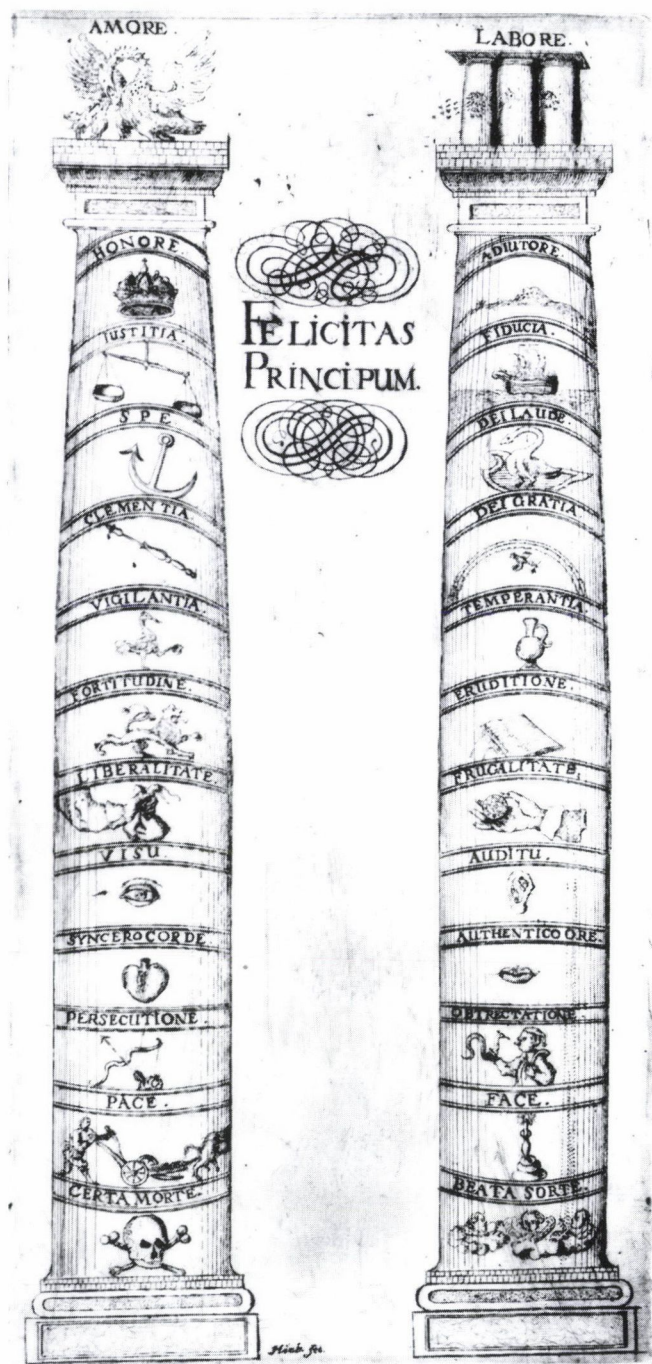 AMORE.
HONORE.
JUSTITIA.
SPE
CLEMENTIA
VIGILANTIA.
FORTITUDINE.
LIBERALITATE.
VISU.
SYNCERO CORDE
PERSECUTIONE.
PACE.
CERTA MORTE.
FELICITAS
PRINCIPUM.
LABORE.
ADIUTORE.
FIDUCIA.
DEI LAUDE.
DEI GRATIA
TEMPERANTIA.
ERUDITIONE.
FRUGALITATE,
AUDITU.
AUTHENTICO ORE.
OBTRECTATIONE
FACE.
BEATA SORTE.